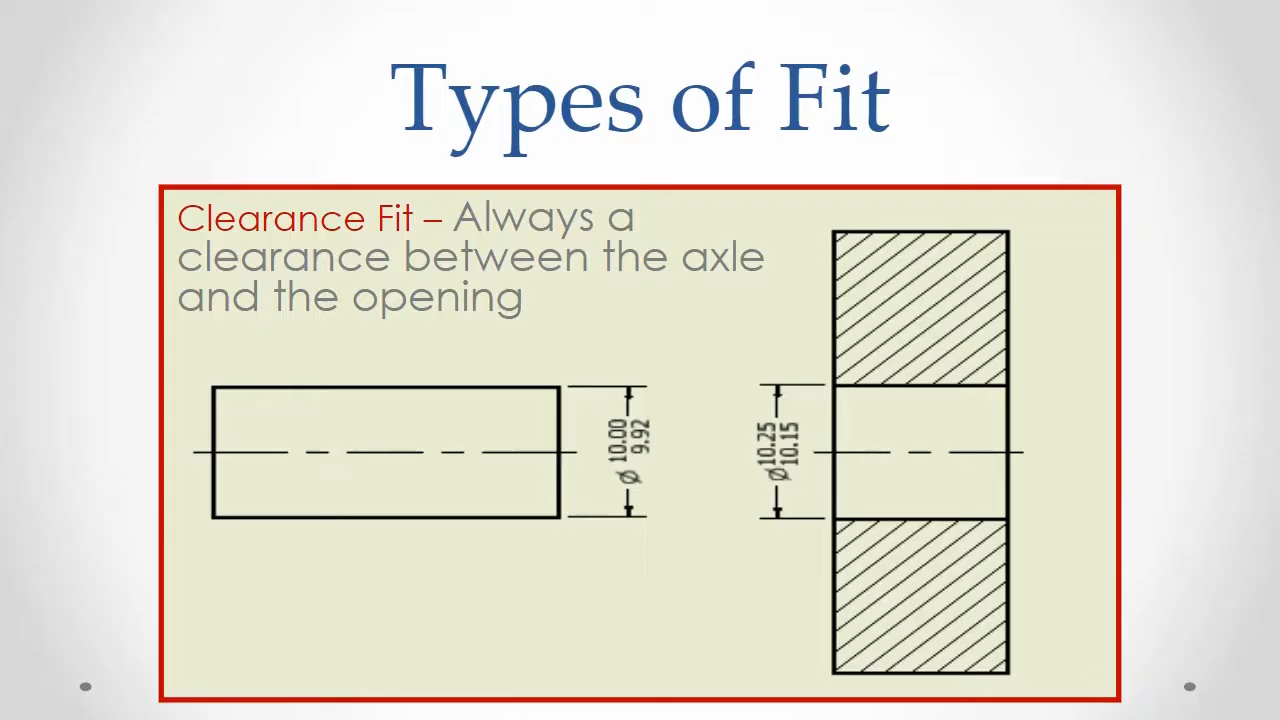 Types of Fit
Clearance Fit – Always a
clearance between the axle
and the opening
Ø 10.00
9.92
Ø10.25
10.15